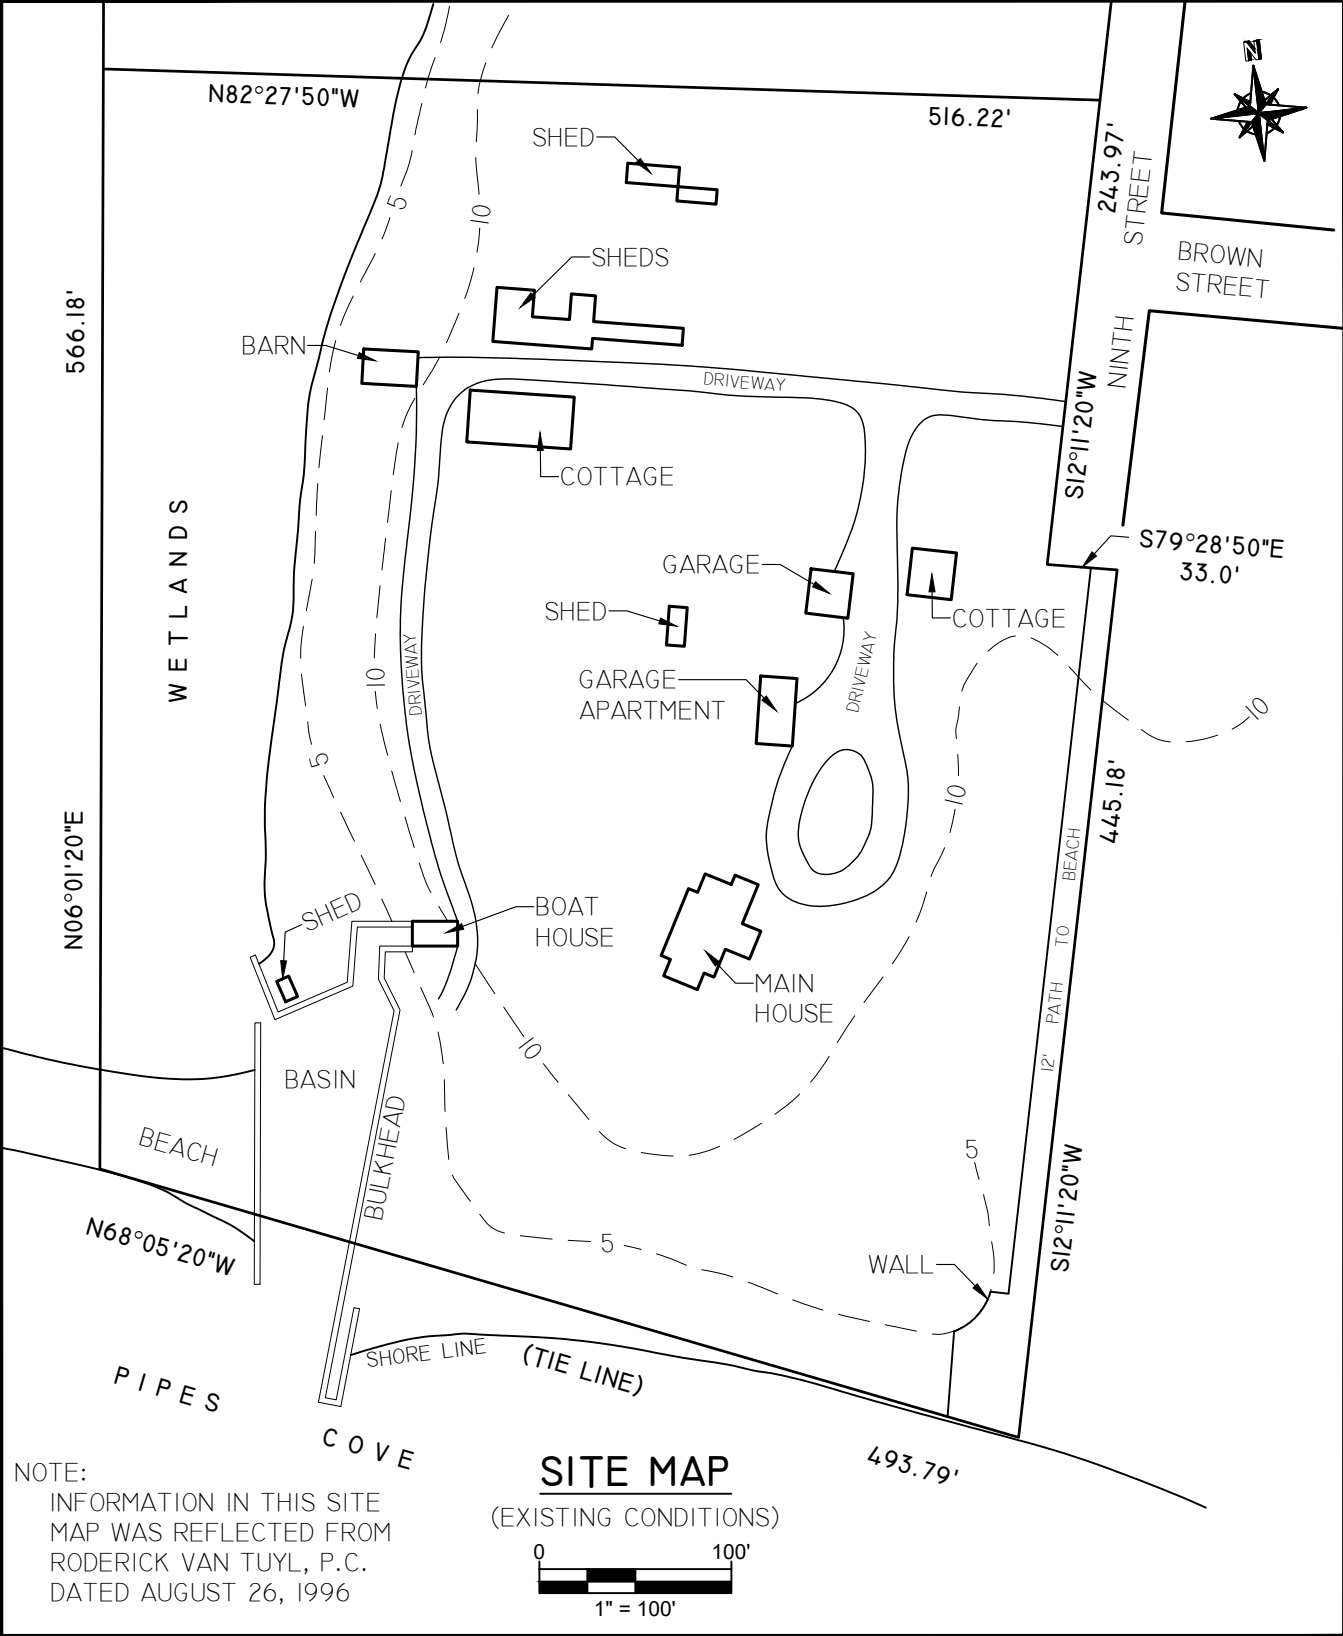 N
N82°27'50"W
516.22'
SHED
243.97'
STREET
5
10
SHEDS
BROWN
STREET
566.18'
BARN
NINTH
DRIVEWAY
S12°11'20"W
COTTAGE
WETLANDS
S79°28'50"E
33.0'
GARAGE
SHED
COTTAGE
DRIVEWAY
10
DRIVEWAY
GARAGE
APARTMENT
10
5
10
445.18'
N06°01'20"E
SHED
BOAT
HOUSE
MAIN
HOUSE
12' PATH TO BEACH
10
BASIN
BEACH
BULKHEAD
5
N68°05'20"W
5
S12°11'20"W
WALL
SHORE LINE
(TIE LINE)
PIPES
COVE
493.79'
SITE MAP
(EXISTING CONDITIONS)
0 100'
1" = 100'
NOTE:
INFORMATION IN THIS SITE
MAP WAS REFLECTED FROM
RODERICK VAN TUYL, P.C.
DATED AUGUST 26, 1996